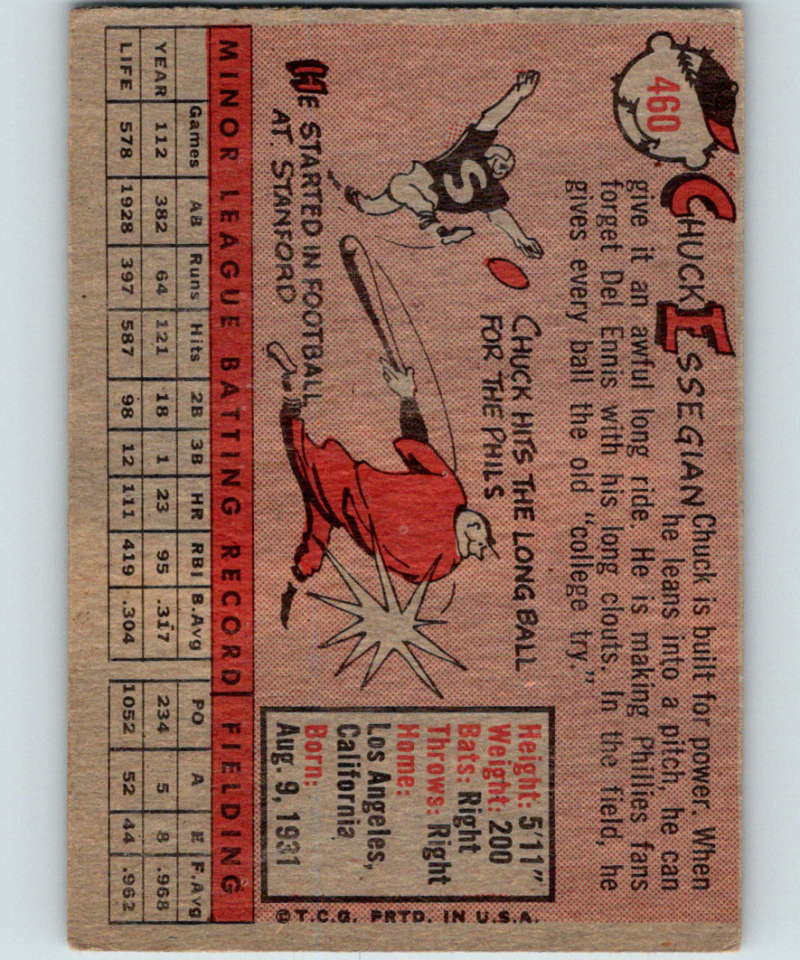 460
CHUCK ESSEGIAN
Chuck is built for power. When
he leans into a pitch, he can
give it an awful long ride. He is making Phillies fans
forget Del Ennis with his long clouts. In the field, he
gives every ball the old "college try."
S
HE STARTED IN FOOTBALL
AT. STANFORD
CHUCK HITS THE LONG BALL
FOR THE PHILS
Height: 5'11"
Weight: 200
Bats: Right
Throws: Right
Home:
Los Angeles,
California
Born:
Aug. 9, 1931
©T.C.G. PRTD. IN U.S.A.
MINOR LEAGUE BATTING RECORD FIELDING
Games AB Runs Hits 2B 3B HR RBI B.Avg PO A E F.Avg
YEAR 112 382 64 121 18 1 23 95 .317 234 5 8 .968
LIFE 578 1928 397 587 98 12 111 419 .304 1052 52 44 .962